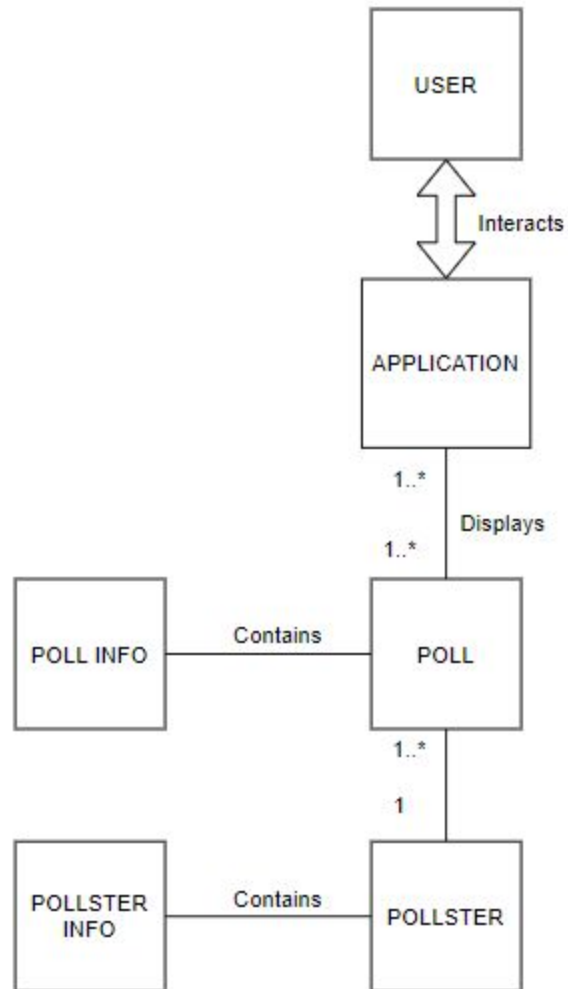 USER
Interacts
APPLICATION
1..*
Displays
1..*
POLL INFO
Contains
POLL
1..*
1
POLLSTER
INFO
Contains
POLLSTER